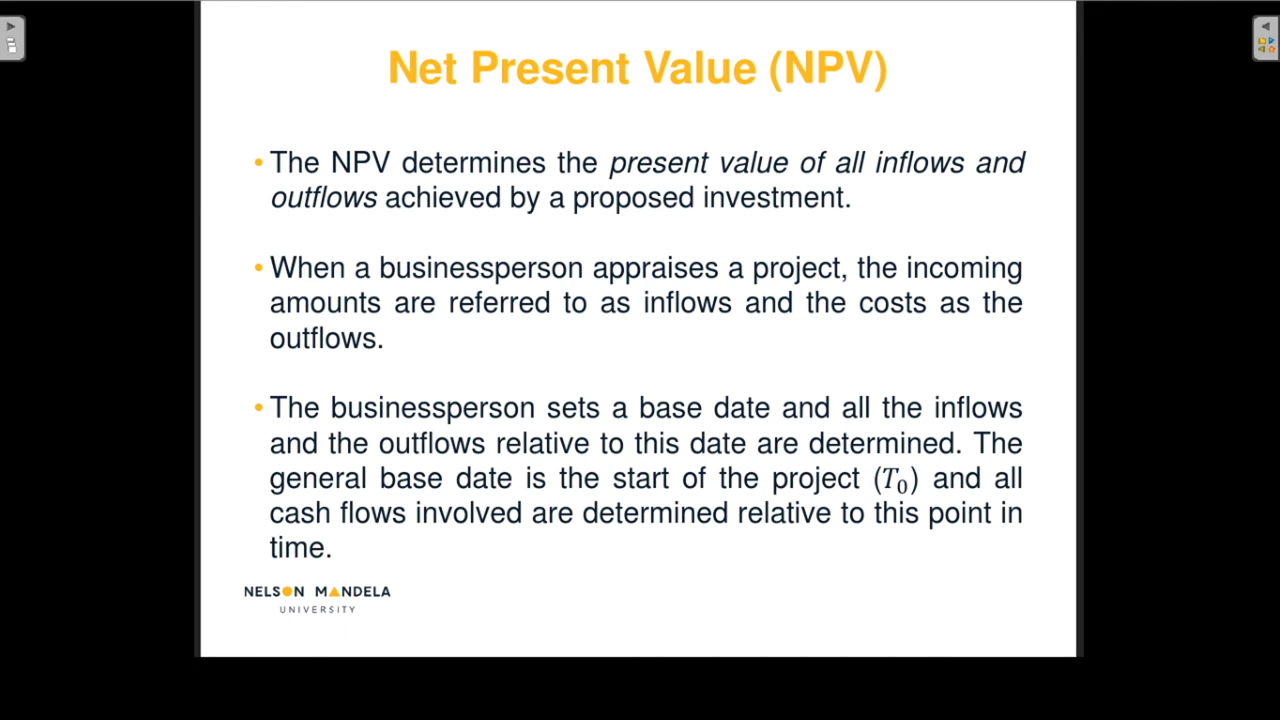 Net Present Value (NPV)
• The NPV determines the present value of all inflows and
outflows achieved by a proposed investment.
• When a businessperson appraises a project, the incoming
amounts are referred to as inflows and the costs as the
outflows.
• The businessperson sets a base date and all the inflows
and the outflows relative to this date are determined. The
general base date is the start of the project (T₀) and all
cash flows involved are determined relative to this point in
time.
NELSON MANDELA
UNIVERSITY